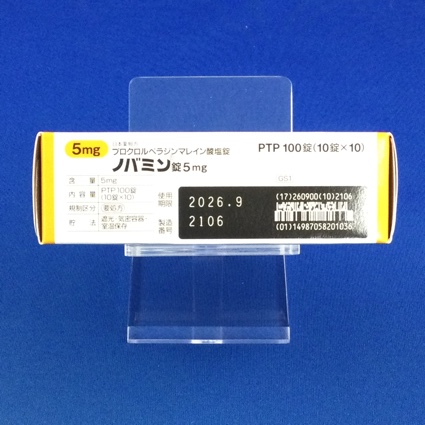 5mg
日本薬局方
プロクロルペラジンマレイン酸塩錠
ノバミン錠5mg
PTP 100錠(10錠×10)
含量 5mg
内容量 PTP100錠
(10錠×10)
規制区分 劇 処方
貯法 遮光・気密容器・
室温保存
使用
期限 2026.9
製造
番号 2106
GS1
(17)260900(10)2106
(01)14987058201036